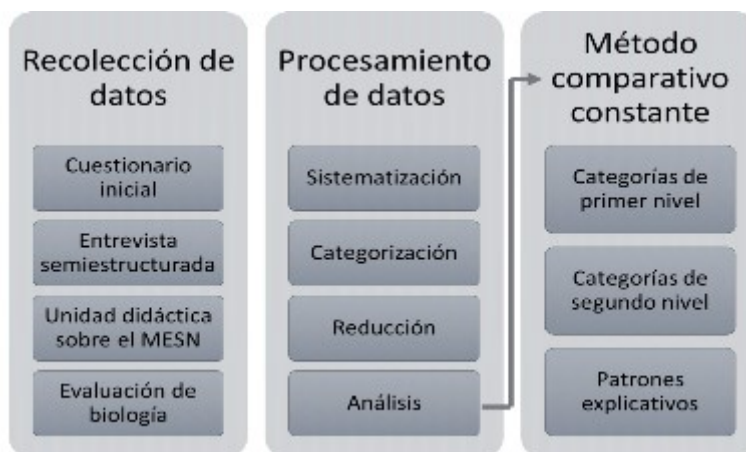 Recolección de
datos
Cuestionario
inicial
Entrevista
semiestructurada
Unidad didáctica
sobre el MESN
Evaluación de
biología
Procesamiento
de datos
Sistematización
Categorización
Reducción
Análisis
Método
comparativo
constante
Categorías de
primer nivel
Categorías de
segundo nivel
Patrones
explicativos